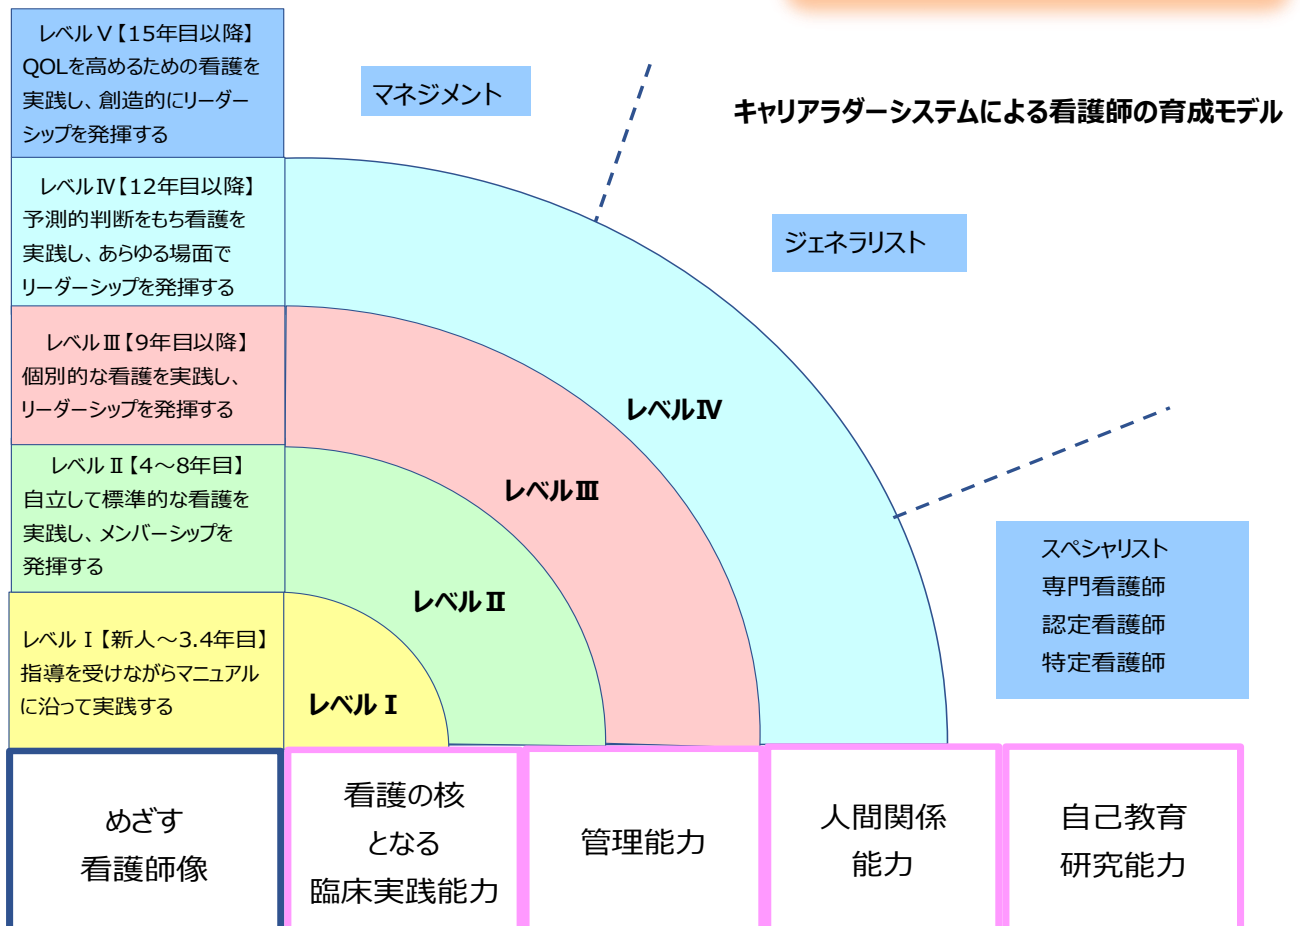 キャリアラダーシステムによる看護師の育成モデル
レベルⅤ【15年目以降】
QOLを高めるための看護を
実践し、創造的にリーダー
シップを発揮する
レベルⅣ【12年目以降】
予測的判断をもち看護を
実践し、あらゆる場面で
リーダーシップを発揮する
レベルⅢ【9年目以降】
個別的な看護を実践し、
リーダーシップを発揮する
レベルⅡ【4～8年目】
自立して標準的な看護を
実践し、メンバーシップを
発揮する
レベルⅠ【新人～3.4年目】
指導を受けながらマニュアル
に沿って実践する
マネジメント
ジェネラリスト
スペシャリスト
専門看護師
認定看護師
特定看護師
レベルⅣ
レベルⅢ
レベルⅡ
レベルⅠ
めざす
看護師像
看護の核
となる
臨床実践能力
管理能力
人間関係
能力
自己教育
研究能力